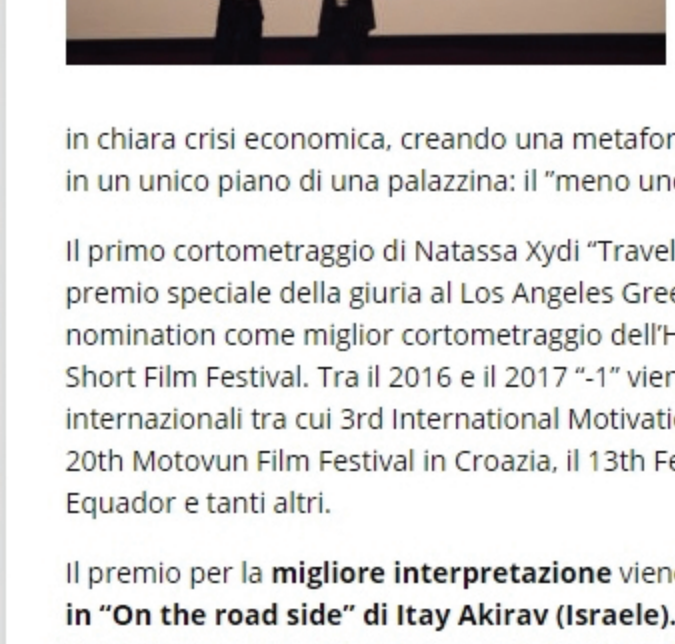 in chiara crisi economica, creando una metafor
in un unico piano di una palazzina: il “meno un
Il primo cortometraggio di Natassa Xydi “Travel
premio speciale della giuria al Los Angeles Gree
nomination come miglior cortometraggio dell’H
Short Film Festival. Tra il 2016 e il 2017 “-1” vien
internazionali tra cui 3rd International Motivati
20th Motovun Film Festival in Croazia, il 13th Fe
Equador e tanti altri.
Il premio per la migliore interpretazione vien
in “On the road side” di Itay Akirav (Israele).